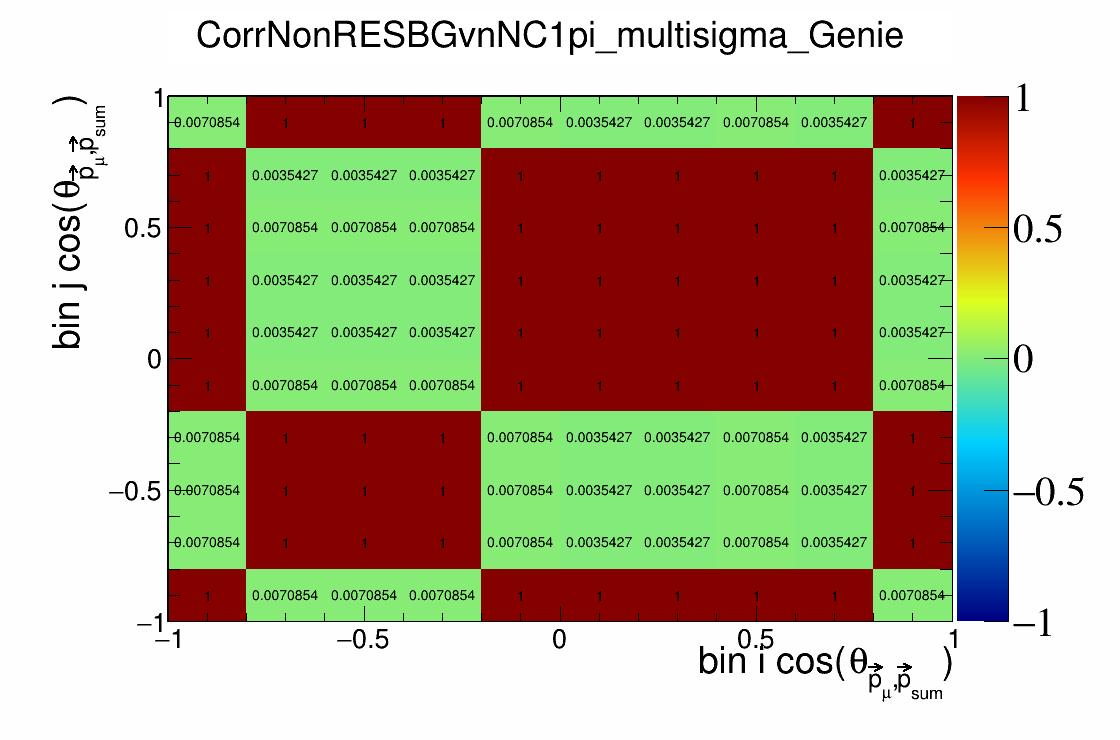 CorrNonRESBGvnNC1pi_multisigma_Genie
bin j cos(θ p⃗μ,p⃗sum)
1 0.0070854 1 1 1 0.0070854 0.0035427 0.0035427 0.0070854 0.0035427 1 1
1 0.0035427 0.0035427 0.0035427 1 1 1 1 1 0.0035427
0.5 1 0.0070854 0.0070854 0.0070854 1 1 1 1 1 0.0070854 0.5
1 0.0035427 0.0035427 0.0035427 1 1 1 1 1 0.0035427
1 0.0035427 0.0035427 0.0035427 1 1 1 1 1 0.0035427
0 0
1 0.0070854 0.0070854 0.0070854 1 1 1 1 1 0.0070854
0.0070854 1 1 1 0.0070854 0.0035427 0.0035427 0.0070854 0.0035427 1
−0.5 0.0070854 1 1 1 0.0070854 0.0035427 0.0035427 0.0070854 0.0035427 1 −0.5
0.0070854 1 1 1 0.0070854 0.0035427 0.0035427 0.0070854 0.0035427 1
1 0.0070854 0.0070854 0.0070854 1 1 1 1 1 0.0070854
−1 −1
−1 −0.5 0 0.5 1
bin i cos(θ p⃗μ,p⃗sum)